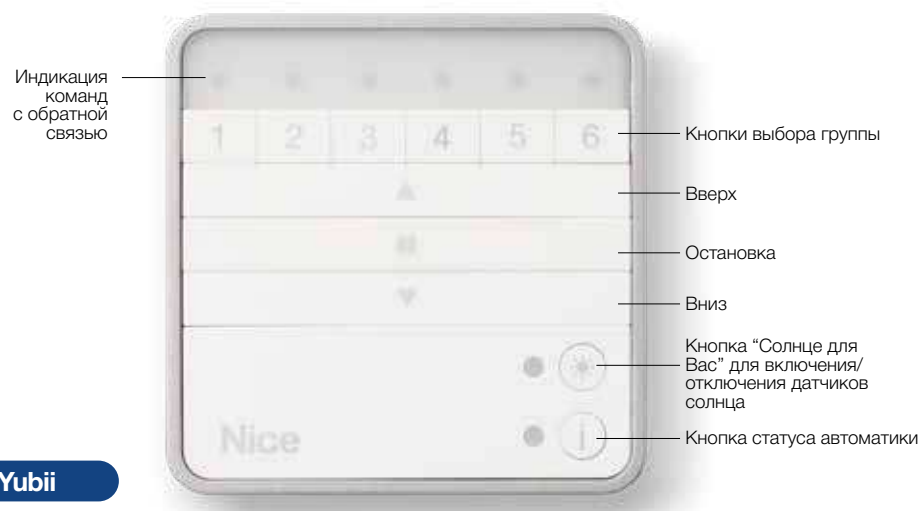 Индикация
команд
с обратной
связью
1 2 3 4 5 6
Кнопки выбора группы
Вверх
Остановка
Вниз
Кнопка “Солнце для
Вас” для включения/
отключения датчиков
солнца
Nice
i
Кнопка статуса автоматики
Yubii